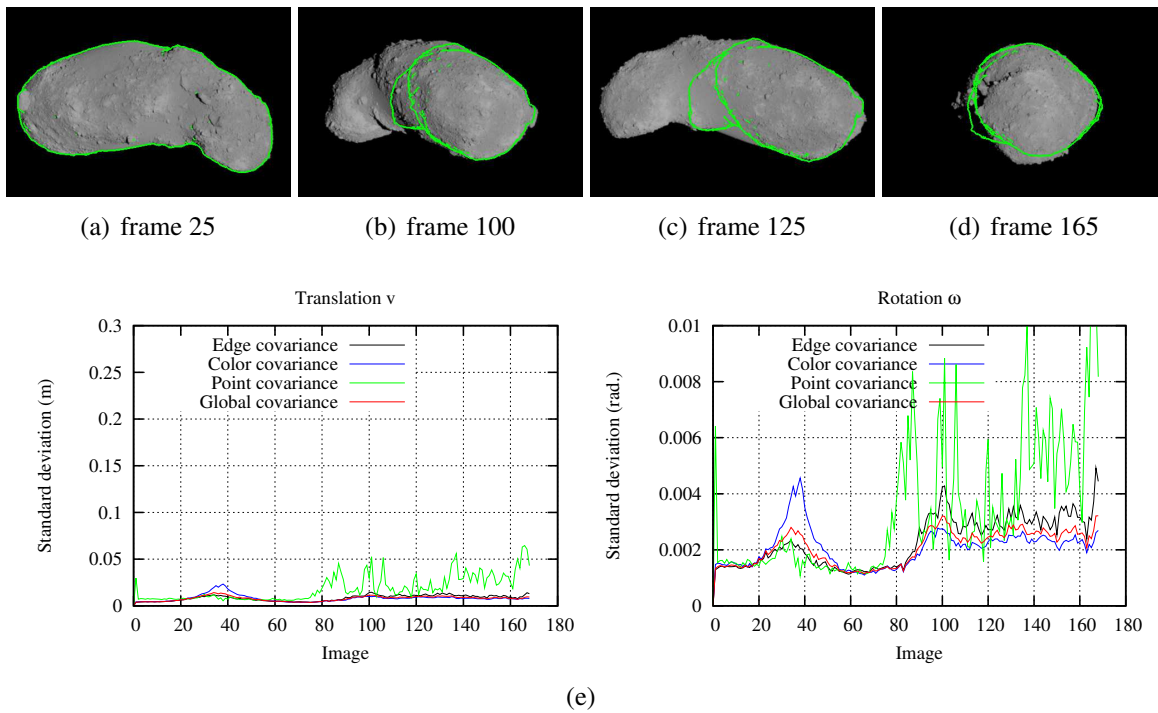 (a) frame 25
(b) frame 100
(c) frame 125
(d) frame 165
Translation v
Standard deviation (m)
0.3
0.25
0.2
0.15
0.1
0.05
0
Edge covariance
Color covariance
Point covariance
Global covariance
0 20 40 60 80 100 120 140 160 180
Image
Rotation ω
Standard deviation (rad.)
0.01
0.008
0.006
0.004
0.002
0
Edge covariance
Color covariance
Point covariance
Global covariance
0 20 40 60 80 100 120 140 160 180
Image
(e)